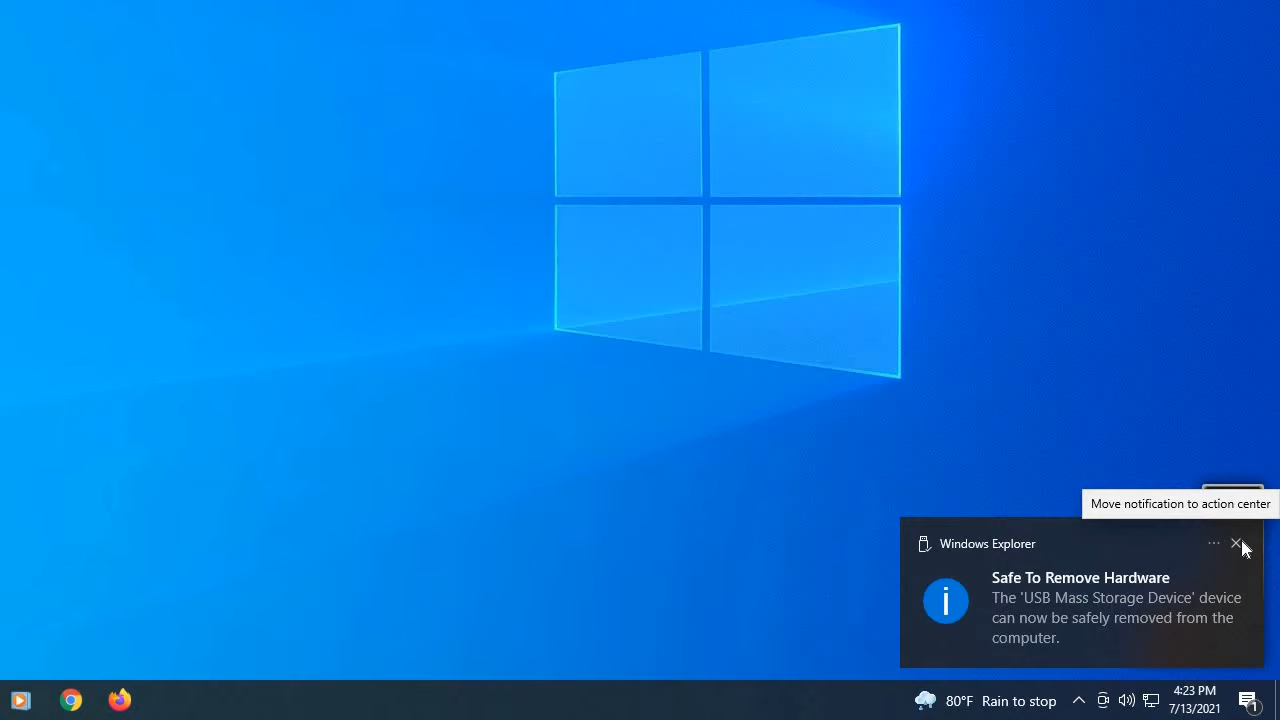 Move notification to action center
Windows Explorer
Safe To Remove Hardware
The 'USB Mass Storage Device' device
can now be safely removed from the
computer.
80°F Rain to stop
4:23 PM
7/13/2021
1